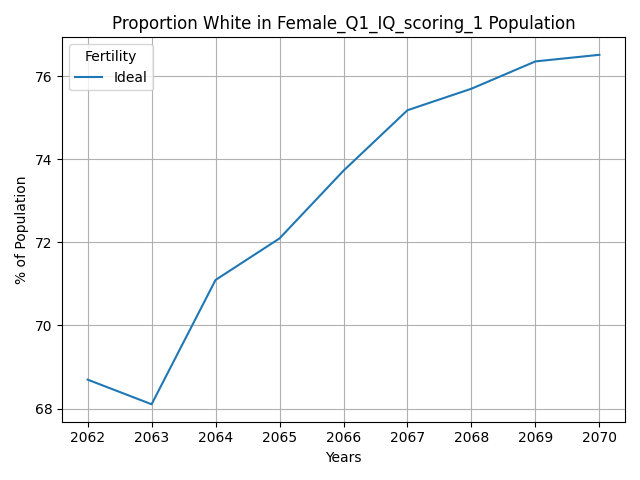 Proportion White in Female_Q1_IQ_scoring_1 Population
Fertility
Ideal
% of Population
76
74
72
70
68
2062 2063 2064 2065 2066 2067 2068 2069 2070
Years